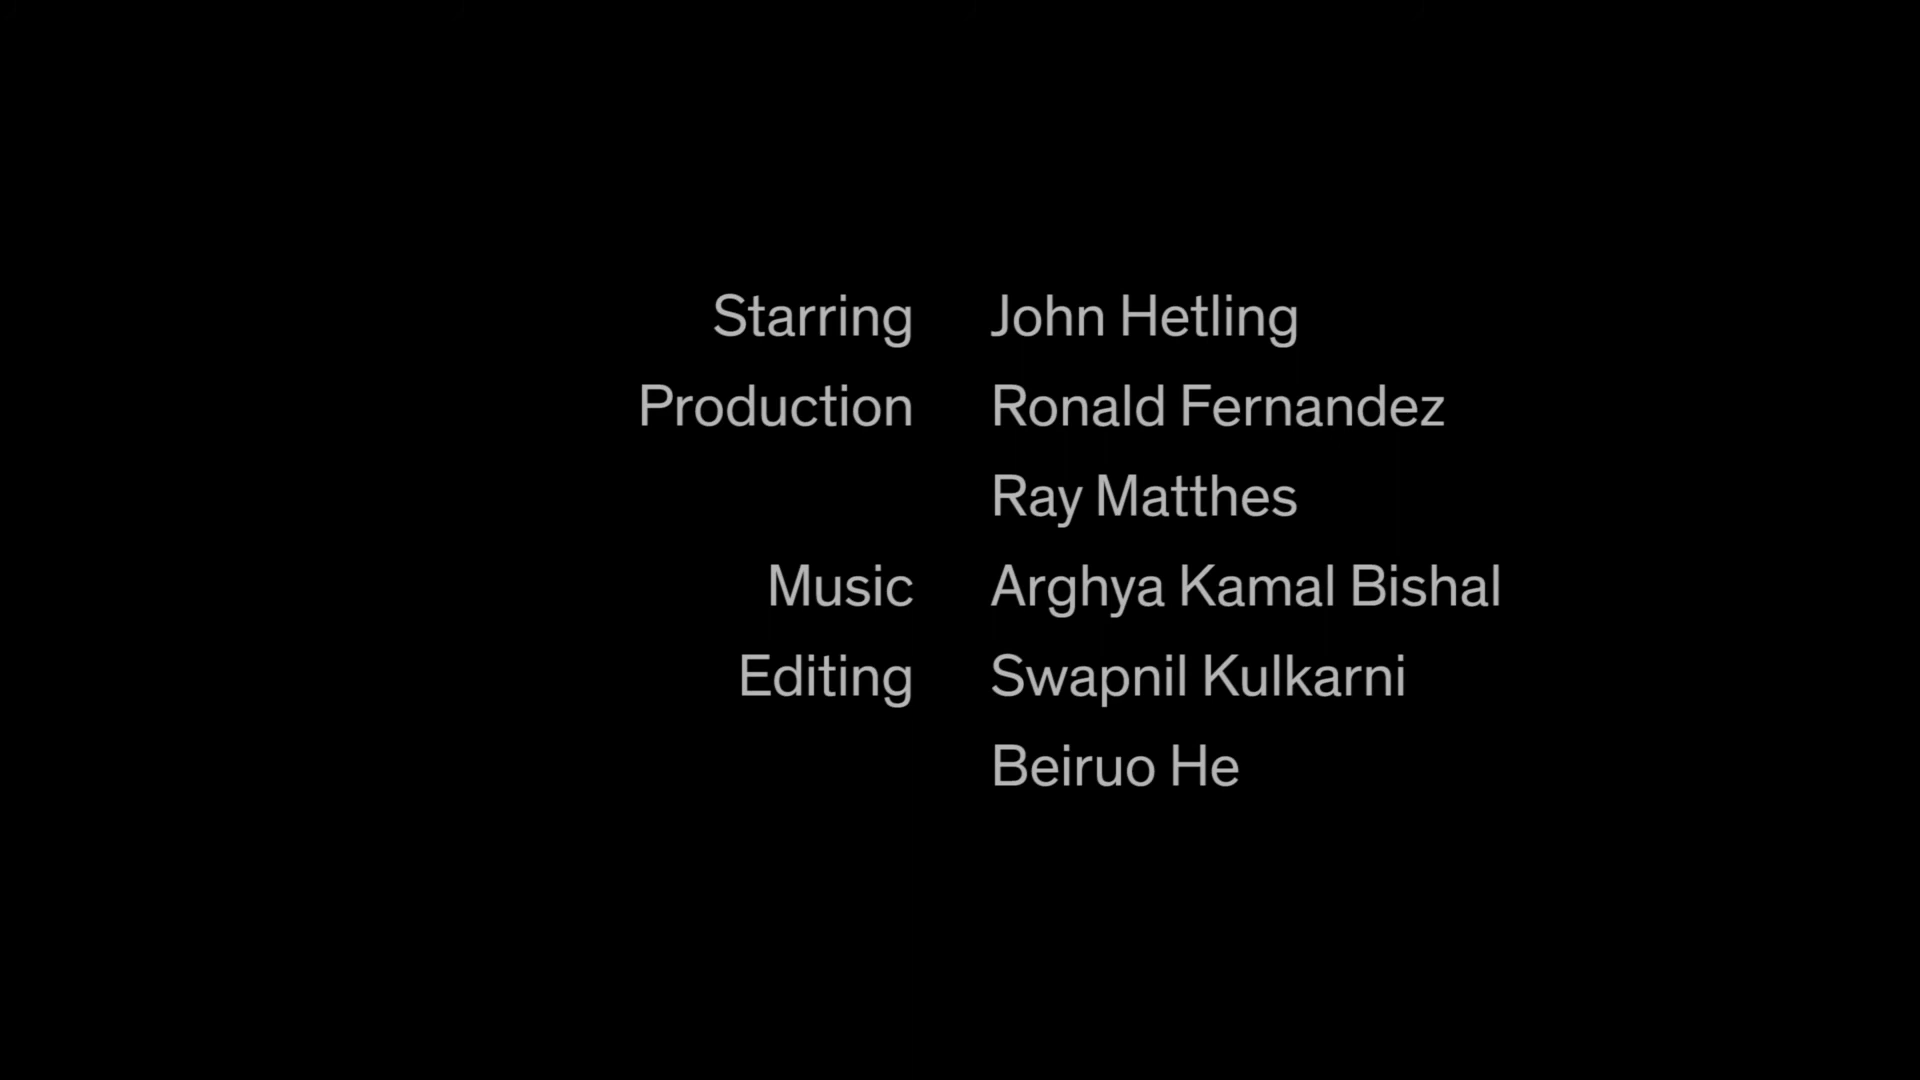 Starring John Hetling
Production Ronald Fernandez
Ray Matthes
Music Arghya Kamal Bishal
Editing Swapnil Kulkarni
Beiruo He